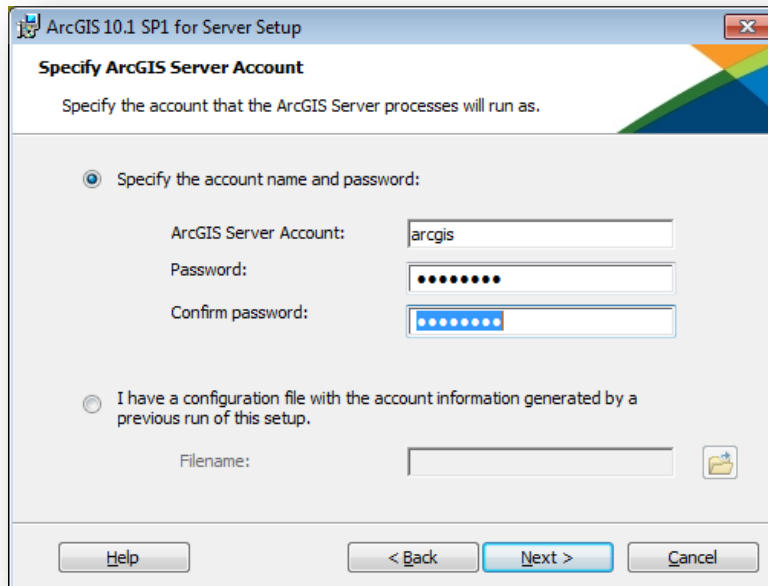 ArcGIS 10.1 SP1 for Server Setup
Specify ArcGIS Server Account
Specify the account that the ArcGIS Server processes will run as.
Specify the account name and password:
ArcGIS Server Account:
arcgis
Password:
●●●●●●●●
Confirm password:
●●●●●●●●
I have a configuration file with the account information generated by a
previous run of this setup.
Filename:
Help
< Back
Next >
Cancel